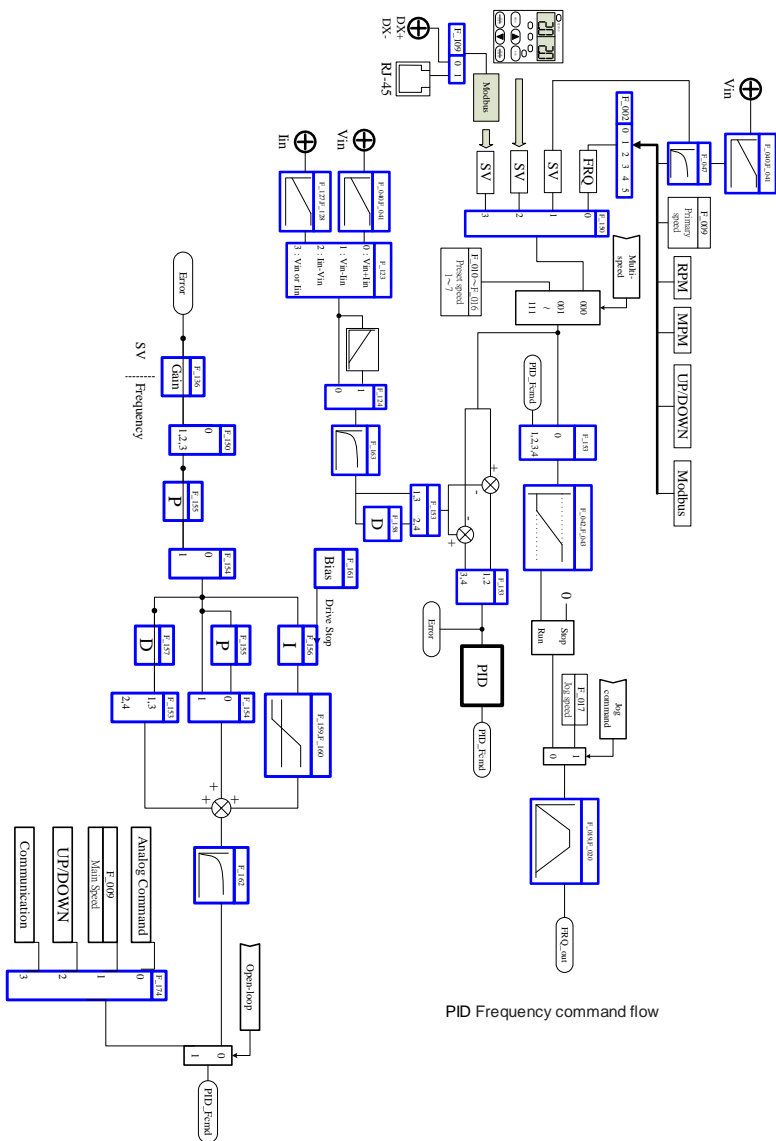 Vin
F_040,F_041
F_047
F_009
Primary
speed
RPM
MPM
UP/DOWN
Modbus
F_002
0 1 2 3 4 5
FRQ
SV
SV
SV
F_150
0
1
2
3
Modbus
F_109
0 1
DX+
DX-
RJ-45
Multi-
speed
000
001
~
111
F_010～F_016
Preset speed
1～7
F_153
0
1,2,3,4
PID_Fcmd
F_042,F_043
0
Stop
Run
Jog
command
F_017
Jog speed
1
0
F_019,F_020
FRQ_out
Vin
Iin
F_040,F_041
F_127,F_128
F_123
0 : Vin+Iin
1 : Vin-Iin
2 : Iin-Vin
3 : Vin or Iin
F_124
1
0
F_163
F_158
D
F_153
1,3
2,4
+
-
-
+
F_153
1,2
3,4
Error
PID
PID_Fcmd
Error
SV
Frequency
F_136
Gain
F_150
0
1,2,3
F_155
P
F_154
0
1
F_161
Bias
Drive Stop
F_156
I
F_155
P
F_157
D
F_159,F_160
F_154
0
1
F_153
1,3
2,4
+
+
+
F_162
Analog Command
F_009
Main Speed
UP/DOWN
Communication
F_174
0
1
2
3
Open-loop
0
1
PID_Fcmd
PID Frequency command flow